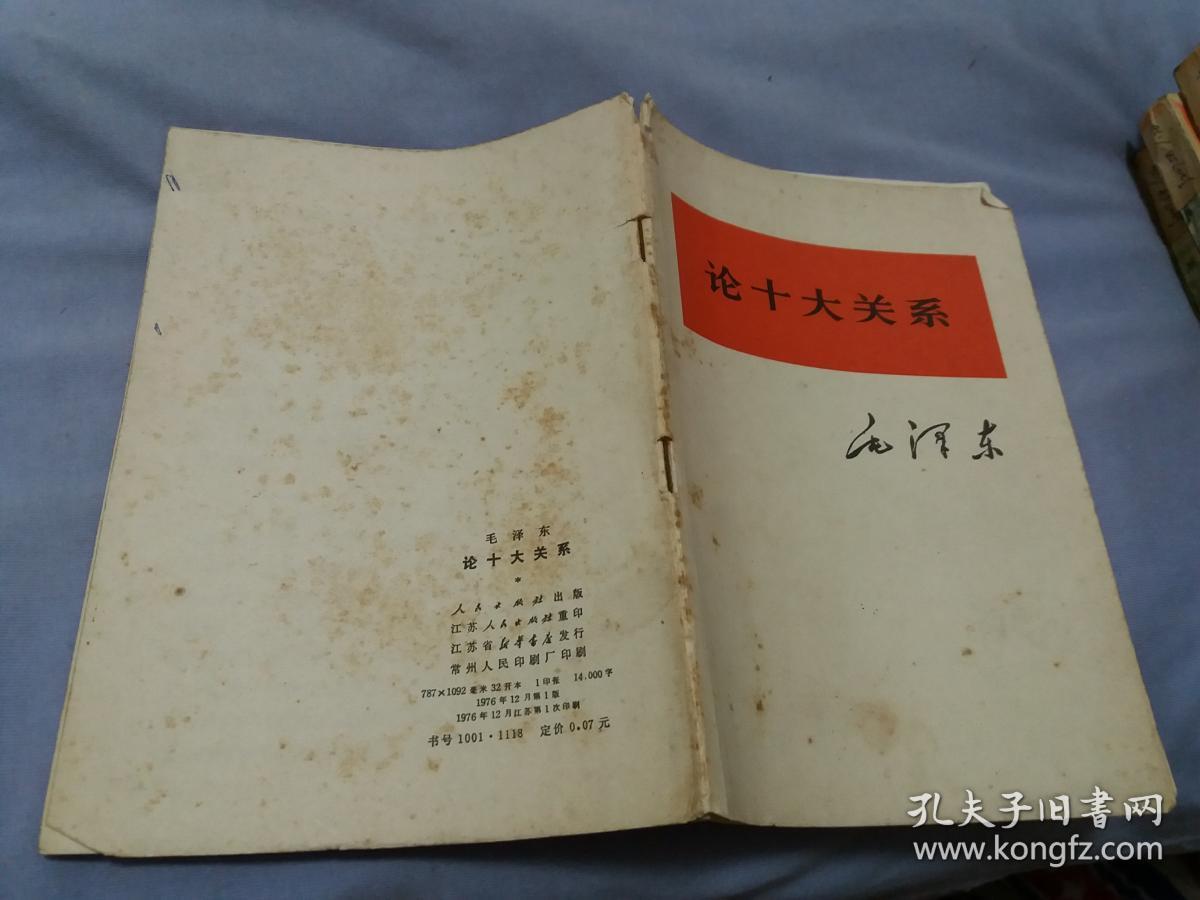 论十大关系
毛泽东
毛泽东
论十大关系
*
人民出版社出版
江苏人民出版社重印
江苏省新华书店发行
常州人民印刷厂印刷
787×1092毫米 32开本 1印张 14,000字
1976年12月第1版
1976年12月江苏第1次印刷
书号1001·1118 定价0.07元
孔夫子旧书网
www.kongfz.com